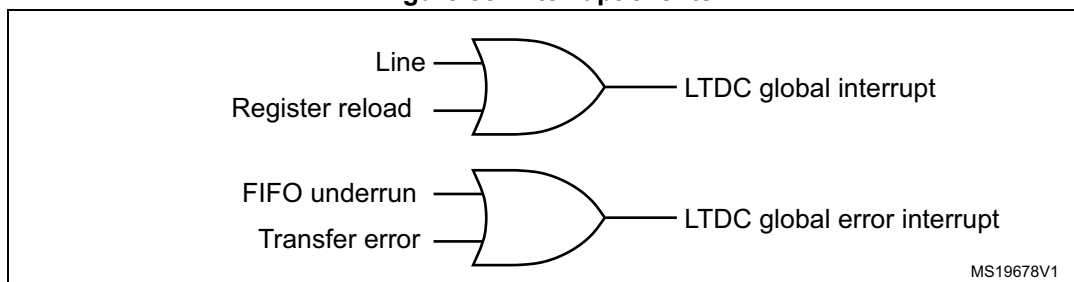 Line
Register reload
LTDC global interrupt
FIFO underrun
Transfer error
LTDC global error interrupt
MS19678V1